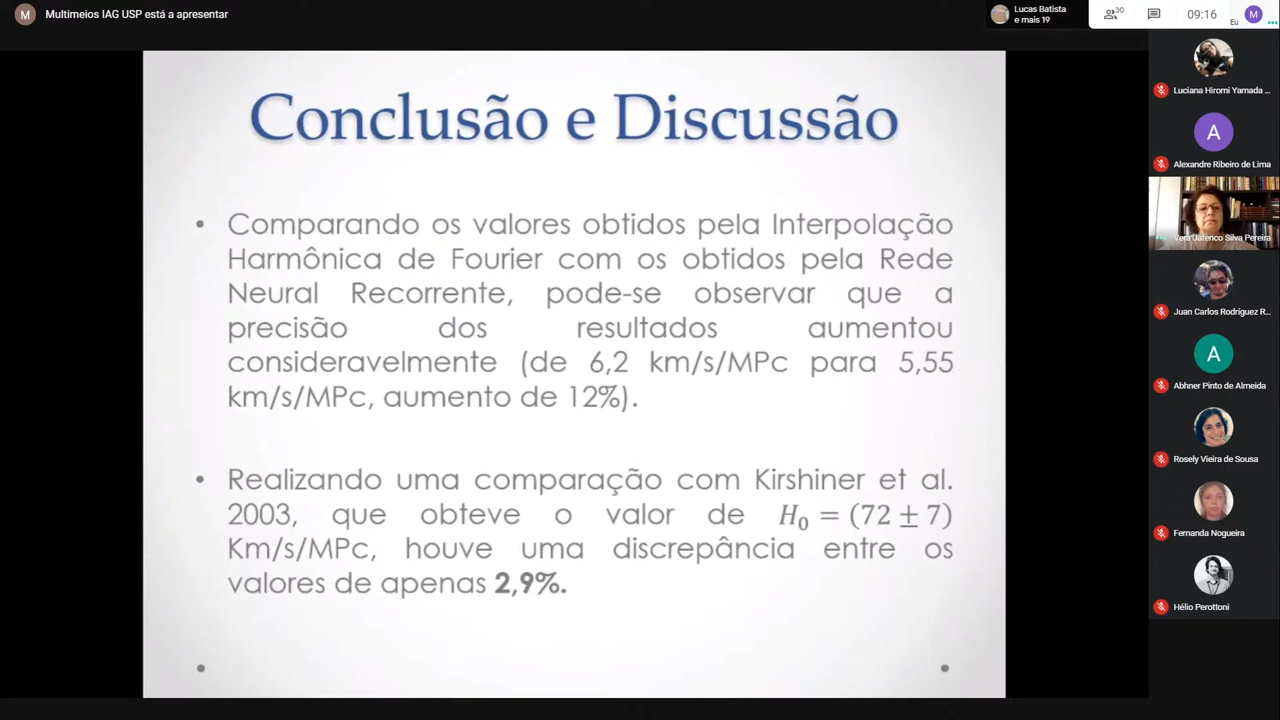 M Multimeios IAG USP está a apresentar
Lucas Batista
e mais 19
30
09:16
Eu
M
Conclusão e Discussão
• Comparando os valores obtidos pela Interpolação
Harmônica de Fourier com os obtidos pela Rede
Neural Recorrente, pode-se observar que a
precisão dos resultados aumentou
consideravelmente (de 6,2 km/s/MPc para 5,55
km/s/MPc, aumento de 12%).
• Realizando uma comparação com Kirshiner et al.
2003, que obteve o valor de H₀ = (72 ± 7)
Km/s/MPc, houve uma discrepância entre os
valores de apenas 2,9%.
Luciana Hiromi Yamada ...
A
Alexandre Ribeiro de Lima
Vera Jatenco Silva Pereira
Juan Carlos Rodríguez R...
A
Abhner Pinto de Almeida
Rosely Vieira de Sousa
Fernanda Nogueira
Hélio Perottoni